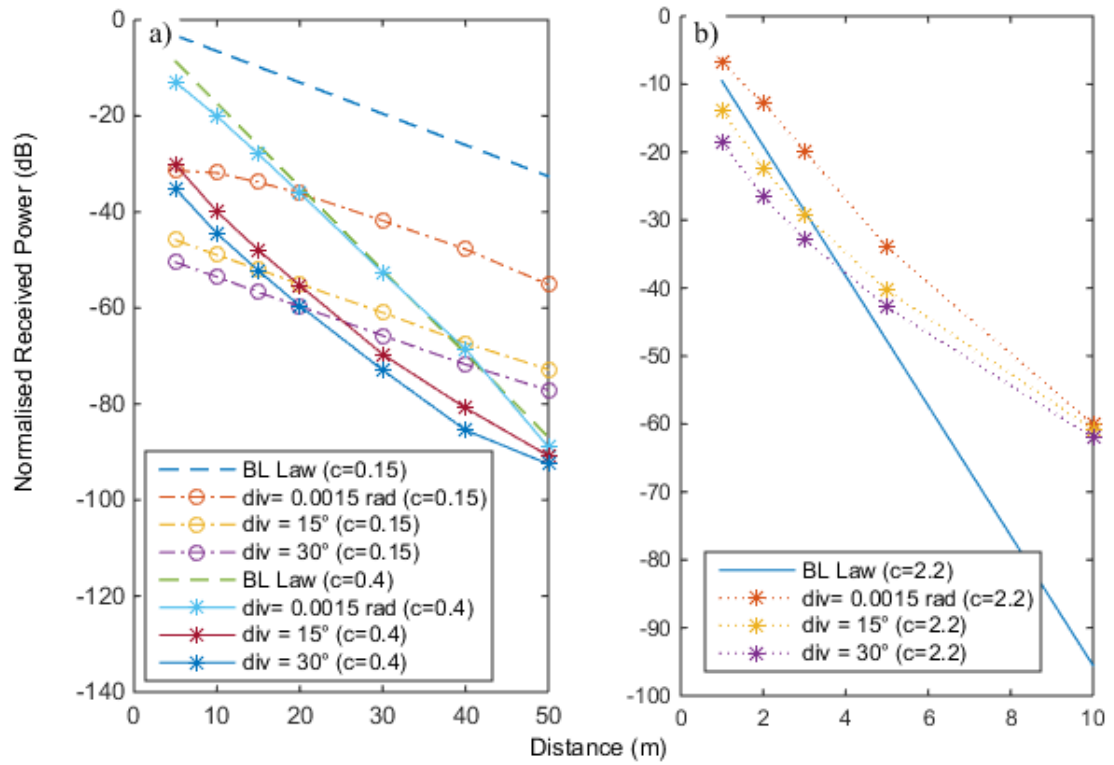 a)
0
-20
-40
-60
-80
-100
-120
-140
0
10
20
30
40
50
BL Law (c=0.15)
div= 0.0015 rad (c=0.15)
div = 15° (c=0.15)
div = 30° (c=0.15)
BL Law (c=0.4)
div= 0.0015 rad (c=0.4)
div = 15° (c=0.4)
div = 30° (c=0.4)
Normalised Received Power (dB)
b)
0
-10
-20
-30
-40
-50
-60
-70
-80
-90
-100
0
2
4
6
8
10
BL Law (c=2.2)
div= 0.0015 rad (c=2.2)
div = 15° (c=2.2)
div = 30° (c=2.2)
Distance (m)